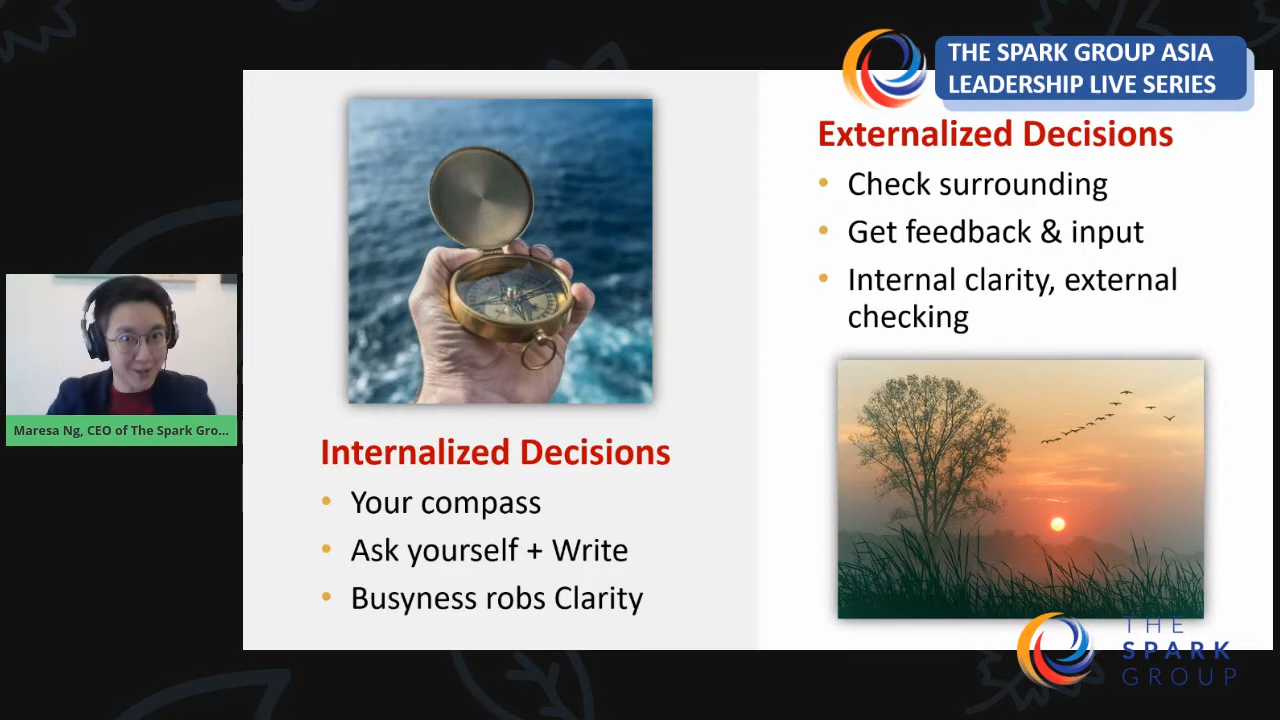 THE SPARK GROUP ASIA
LEADERSHIP LIVE SERIES
Maresa Ng, CEO of The Spark Gro...
Internalized Decisions
• Your compass
• Ask yourself + Write
• Busyness robs Clarity
Externalized Decisions
• Check surrounding
• Get feedback & input
• Internal clarity, external
checking
THE
SPARK
GROUP